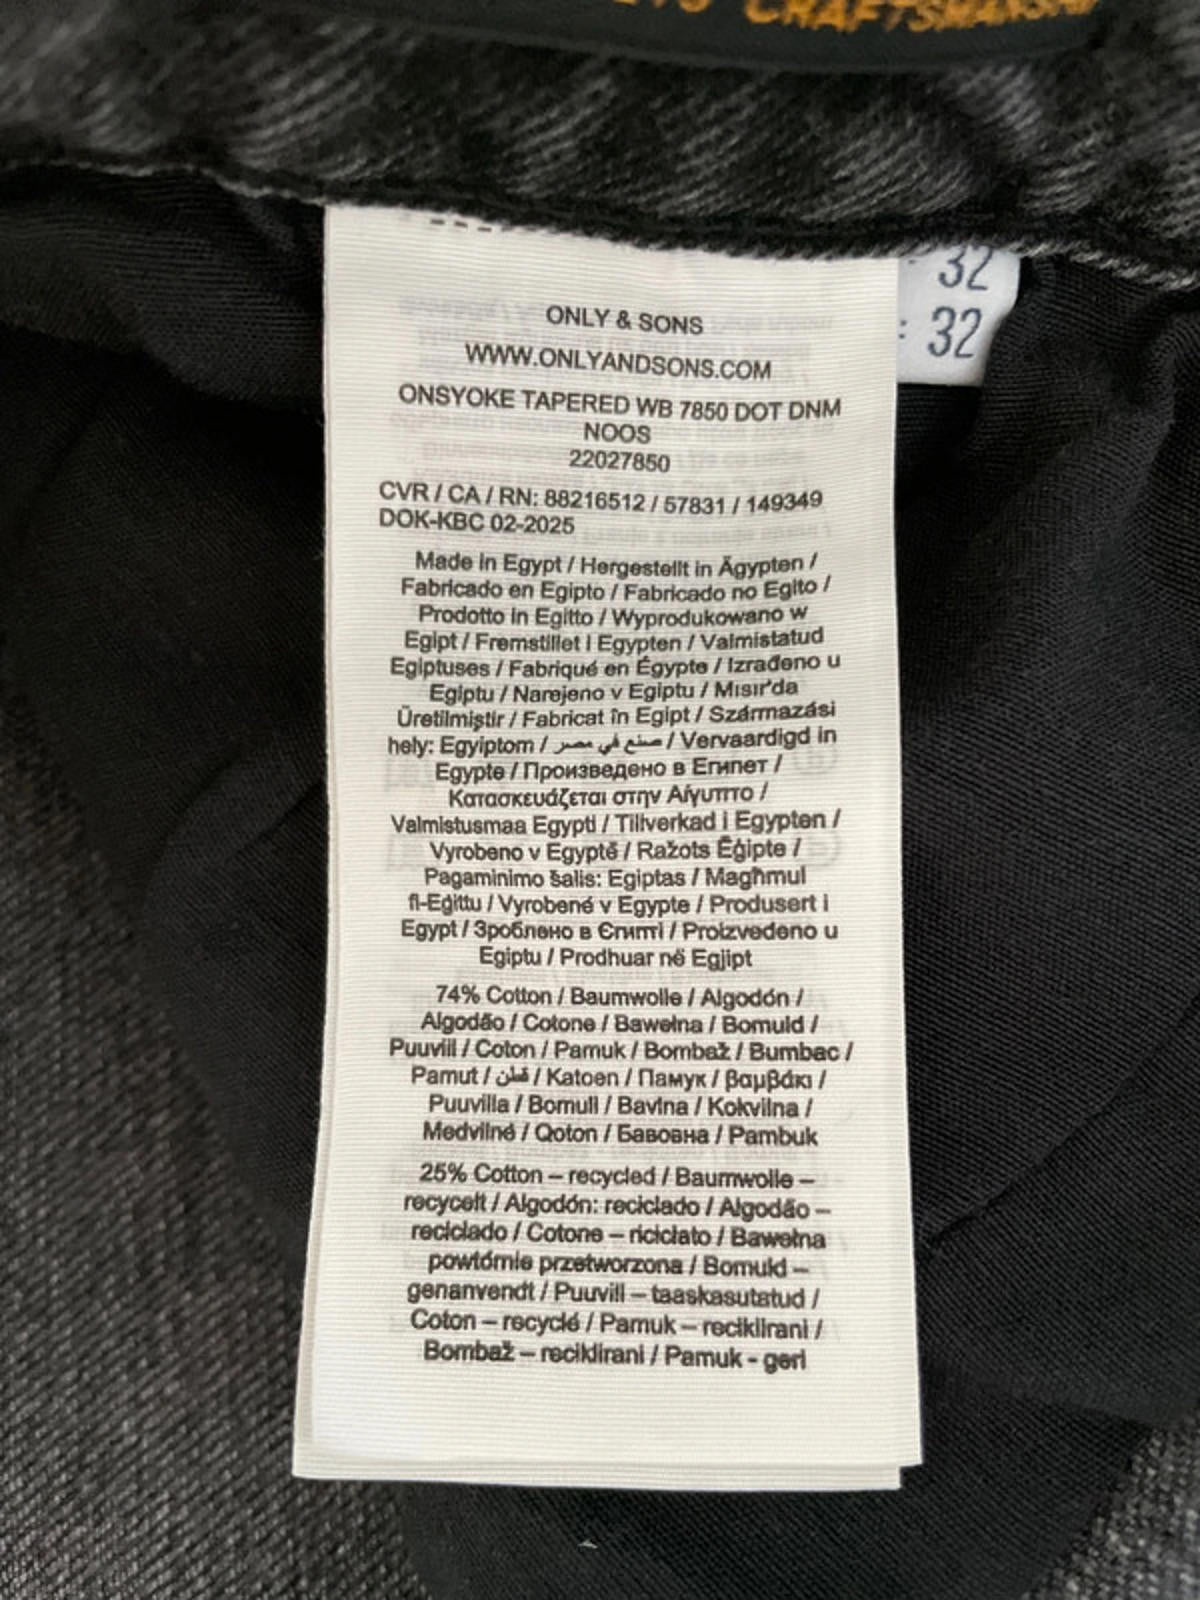 CRAFTSMANSHIP
32
: 32
ONLY & SONS
WWW.ONLYANDSONS.COM
ONSYOKE TAPERED WB 7850 DOT DNM
NOOS
22027850
CVR / CA / RN: 88216512 / 57831 / 149349
DOK-KBC 02-2025
Made in Egypt / Hergestellt in Ägypten /
Fabricado en Egipto / Fabricado no Egito /
Prodotto in Egitto / Wyprodukowano w
Egipt / Fremstillet i Egypten / Valmistatud
Egiptuses / Fabriqué en Égypte / Izrađeno u
Egiptu / Narejeno v Egiptu / Mısır'da
Üretilmiştir / Fabricat în Egipt / Származási
hely: Egyiptom / صنع في مصر / Vervaardigd in
Egypte / Произведено в Египет /
Κατασκευάζεται στην Αίγυπτο /
Valmistusmaa Egypti / Tillverkad i Egypten /
Vyrobeno v Egyptě / Ražots Ēģipte /
Pagaminimo šalis: Egiptas / Magħmul
fl-Eġittu / Vyrobené v Egypte / Produsert i
Egypt / Зроблено в Єгипті / Proizvedeno u
Egiptu / Prodhuar në Egjipt
74% Cotton / Baumwolle / Algodón /
Algodão / Cotone / Bawełna / Bomuld /
Puuvill / Coton / Pamuk / Bombaž / Bumbac /
Pamut / قطن / Katoen / Памук / βαμβάκι /
Puuvilla / Bomull / Bavlna / Kokvilna /
Medvilnė / Qoton / Бавовна / Pambuk
25% Cotton – recycled / Baumwolle –
recycelt / Algodón: reciclado / Algodão –
reciclado / Cotone – riciclato / Bawełna
powtórnie przetworzona / Bomuld –
genanvendt / Puuvill – taaskasutatud /
Coton – recyclé / Pamuk – reciklirani /
Bombaž – reciklirani / Pamuk - geri